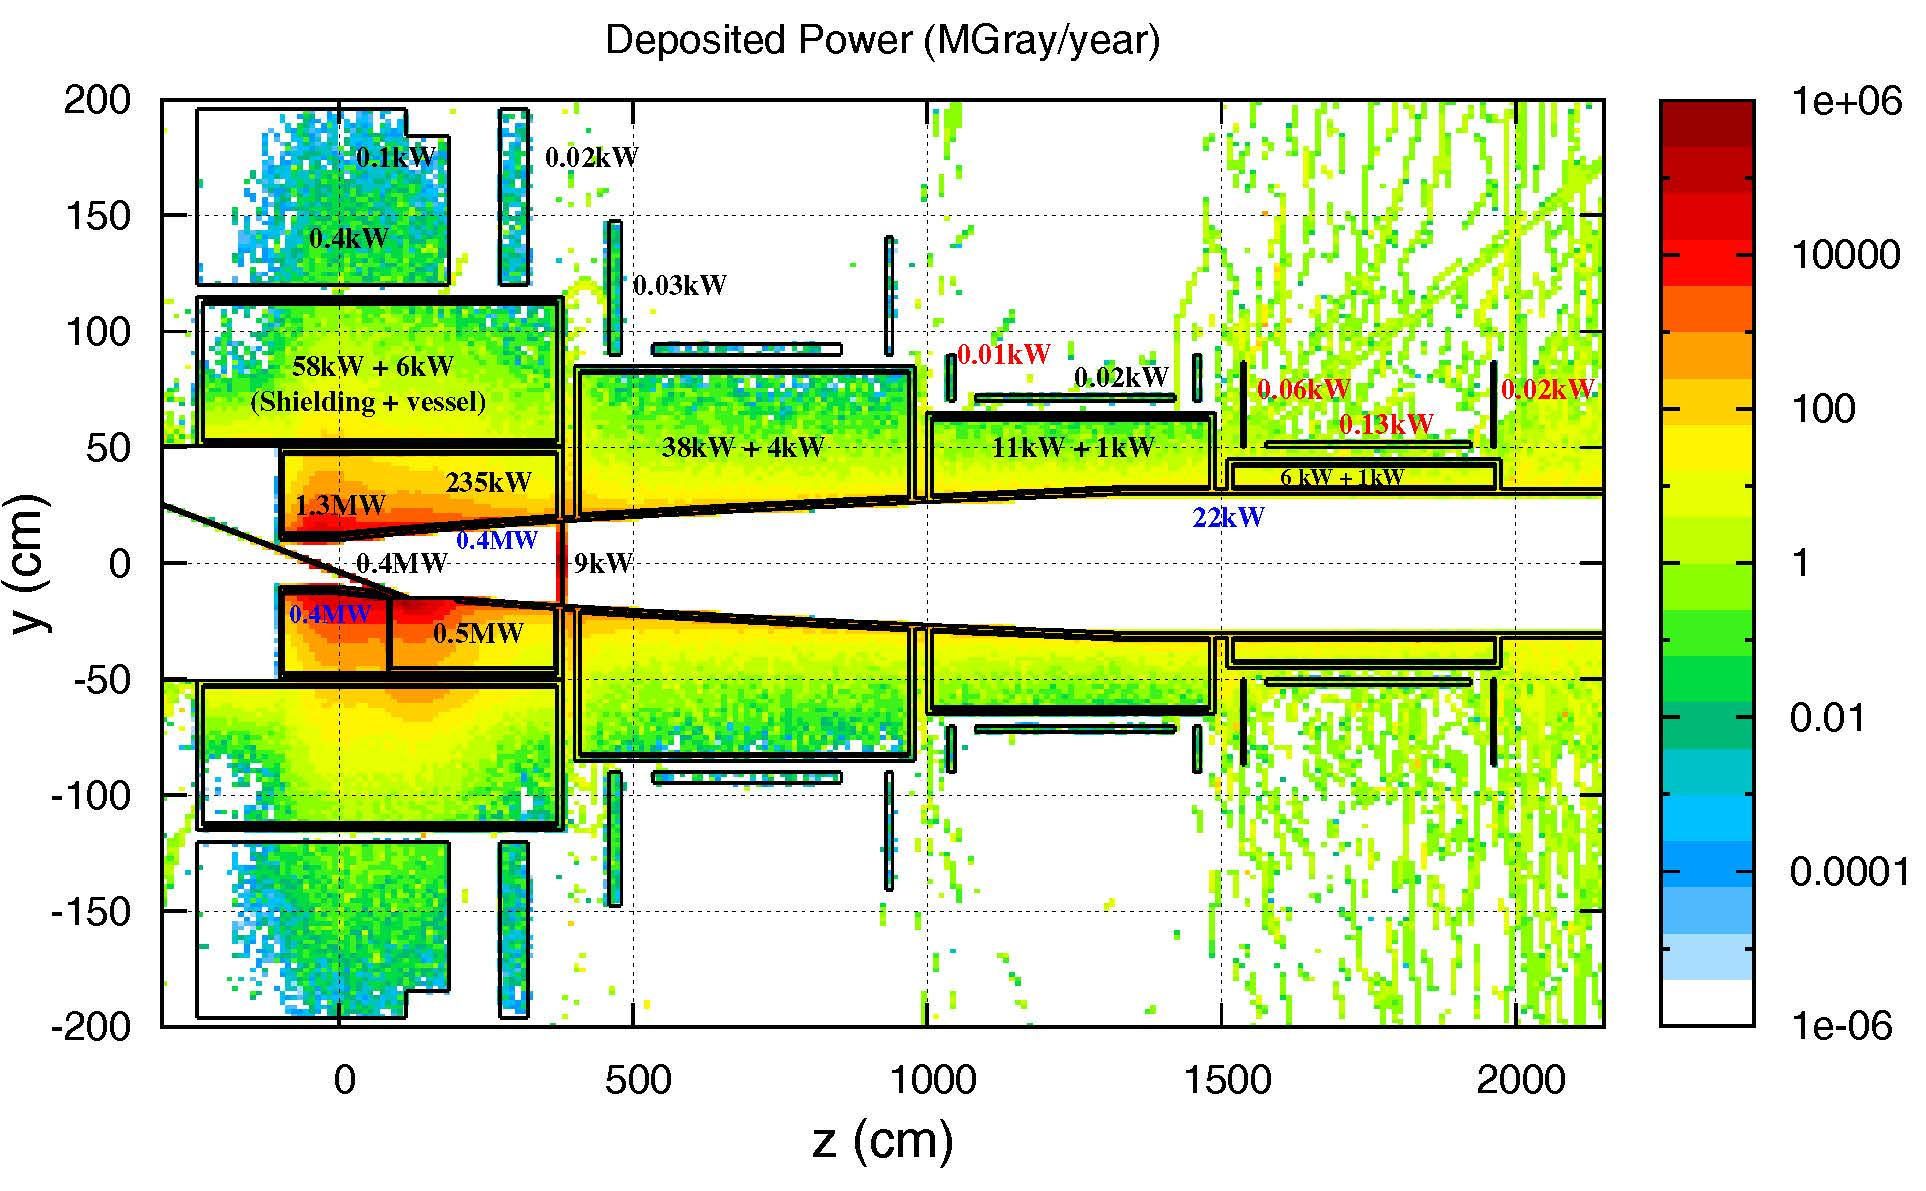 Deposited Power (MGray/year)
200
150
100
50
0
-50
-100
-150
-200
y (cm)
0.1kW
0.02kW
0.4kW
0.03kW
58kW + 6kW
(Shielding + vessel)
0.01kW
0.02kW
0.06kW
0.02kW
0.13kW
38kW + 4kW
11kW + 1kW
6 kW + 1kW
235kW
1.3MW
22kW
0.4MW
0.4MW
9kW
0.4MW
0.5MW
0
500
1000
1500
2000
z (cm)
1e+06
10000
100
1
0.01
0.0001
1e-06